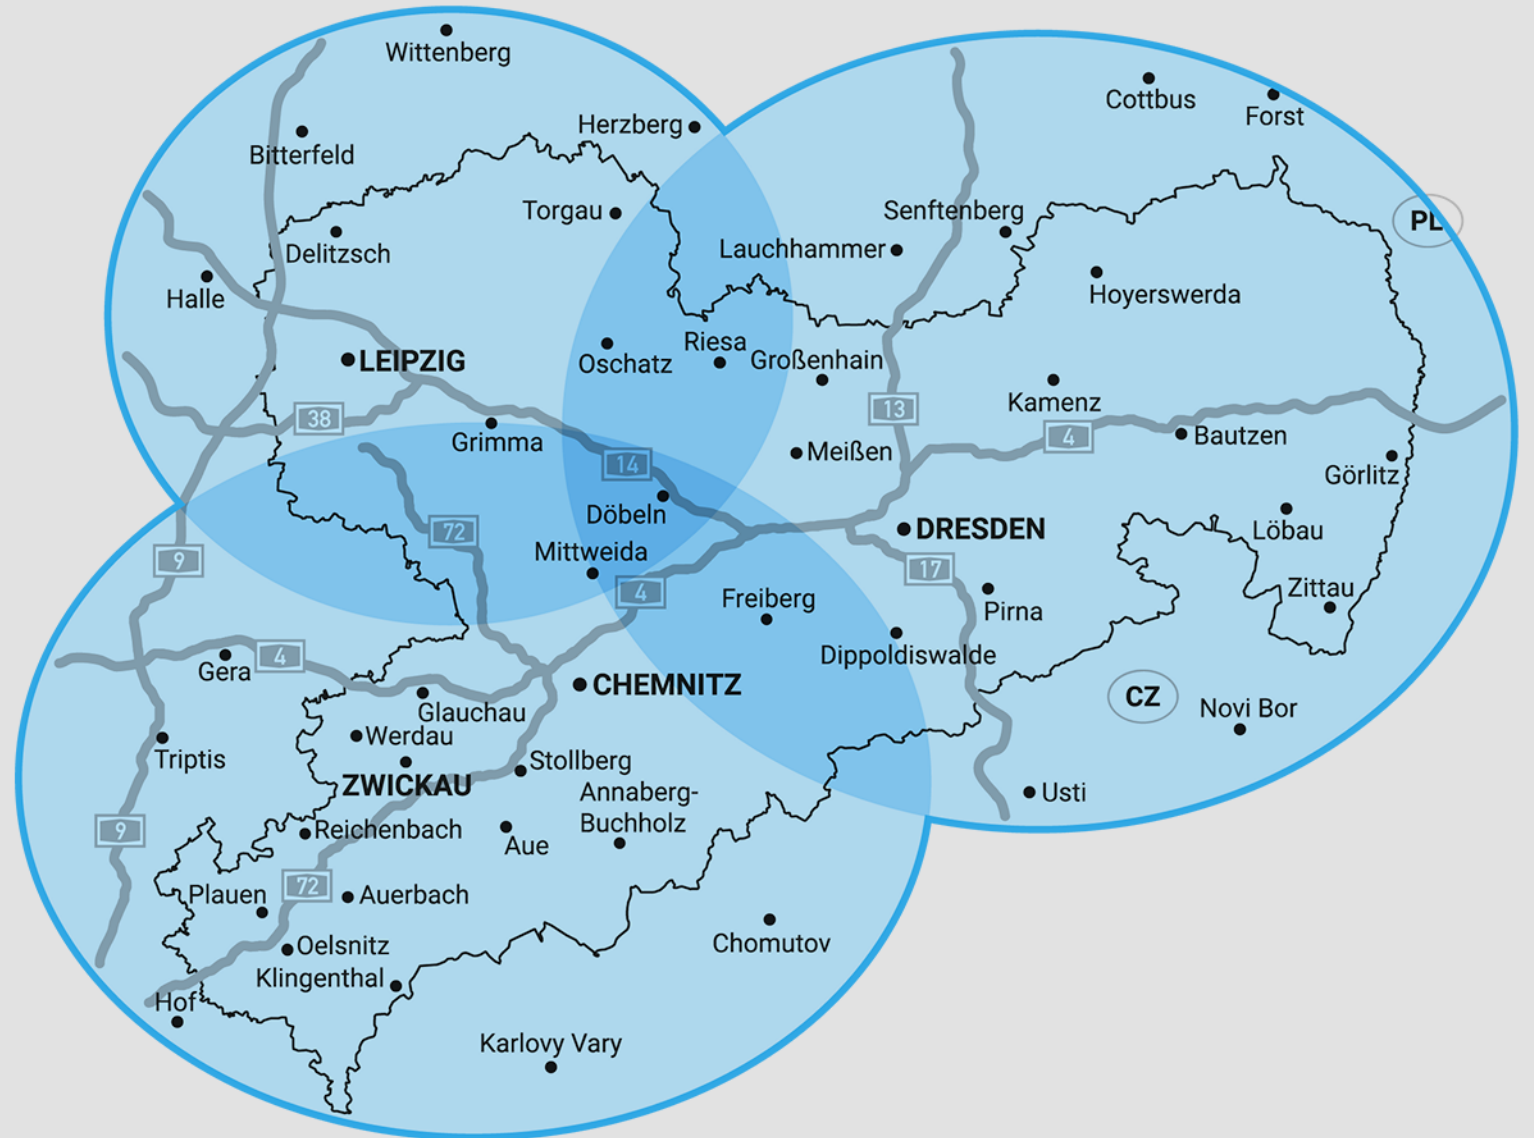 Wittenberg
Cottbus
Forst
Herzberg
Bitterfeld
Torgau
Senftenberg
PL
Delitzsch
Lauchhammer
Halle
Hoyerswerda
Riesa
LEIPZIG
Oschatz
Großenhain
Kamenz
38
13
Grimma
4
Bautzen
Meißen
14
Görlitz
Döbeln
72
DRESDEN
Löbau
Mittweida
9
17
4
Freiberg
Pirna
Zittau
Gera
4
Dippoldiswalde
CHEMNITZ
CZ
Glauchau
Novi Bor
Werdau
Triptis
Stollberg
ZWICKAU
Annaberg-
Buchholz
Usti
9
Reichenbach
Aue
72
Plauen
Auerbach
Oelsnitz
Chomutov
Klingenthal
Hof
Karlovy Vary